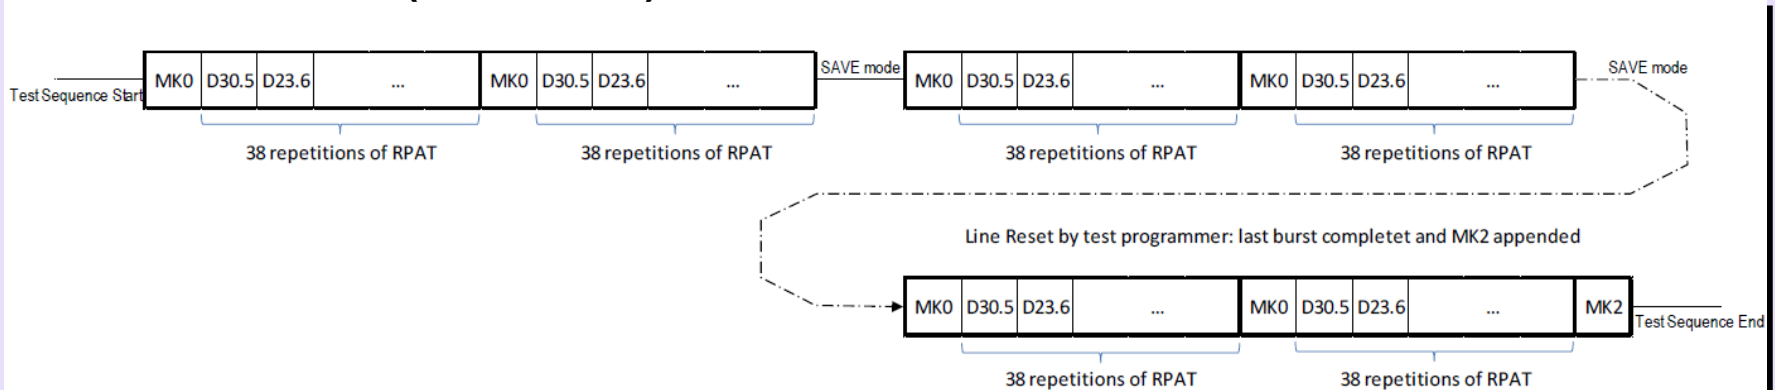 Test Sequence Start MK0 D30.5 D23.6 ... MK0 D30.5 D23.6 ... SAVE mode MK0 D30.5 D23.6 ... MK0 D30.5 D23.6 ... SAVE mode
38 repetitions of RPAT 38 repetitions of RPAT 38 repetitions of RPAT 38 repetitions of RPAT
Line Reset by test programmer: last burst completet and MK2 appended
MK0 D30.5 D23.6 ... MK0 D30.5 D23.6 ... MK2 Test Sequence End
38 repetitions of RPAT 38 repetitions of RPAT